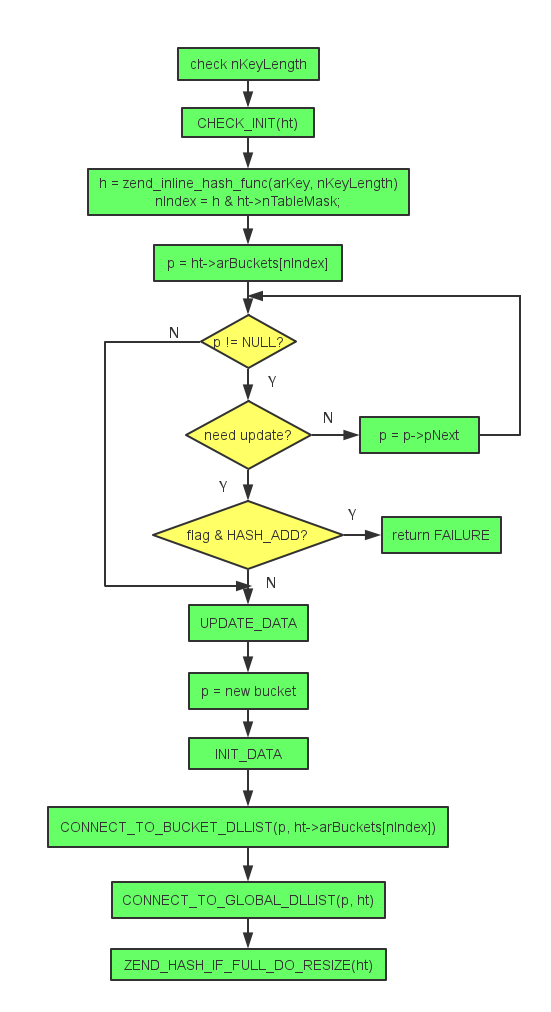 check nKeyLength
CHECK_INIT(ht)
h = zend_inline_hash_func(arKey, nKeyLength)
nIndex = h & ht->nTableMask;
p = ht->arBuckets[nIndex]
N
p != NULL?
Y
need update?
N
p = p->pNext
Y
flag & HASH_ADD?
Y
return FAILURE
N
UPDATE_DATA
p = new bucket
INIT_DATA
CONNECT_TO_BUCKET_DLLIST(p, ht->arBuckets[nIndex])
CONNECT_TO_GLOBAL_DLLIST(p, ht)
ZEND_HASH_IF_FULL_DO_RESIZE(ht)